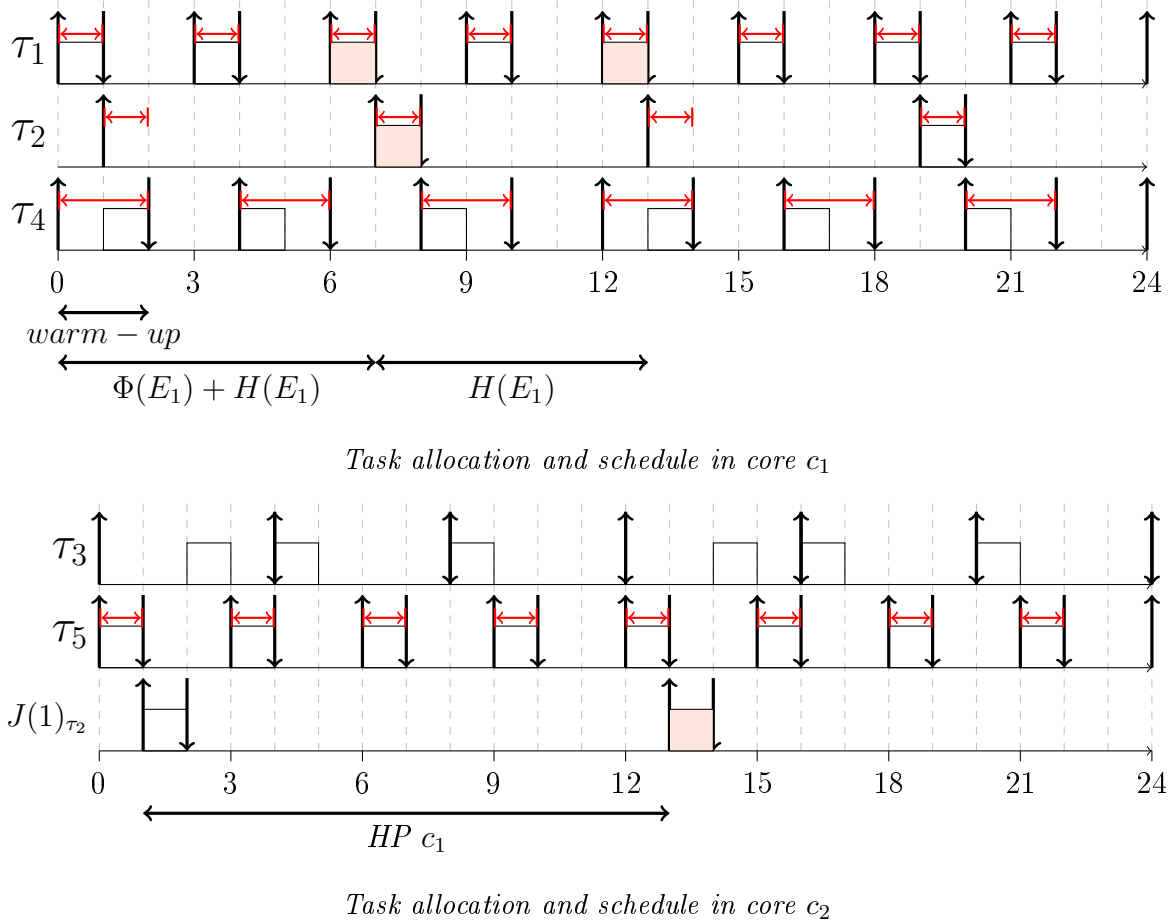 τ₁
τ₂
τ₄
0 3 6 9 12 15 18 21 24
warm − up
Φ(E₁) + H(E₁) H(E₁)
Task allocation and schedule in core c₁
τ₃
τ₅
J(1)τ₂
0 3 6 9 12 15 18 21 24
HP c₁
Task allocation and schedule in core c₂